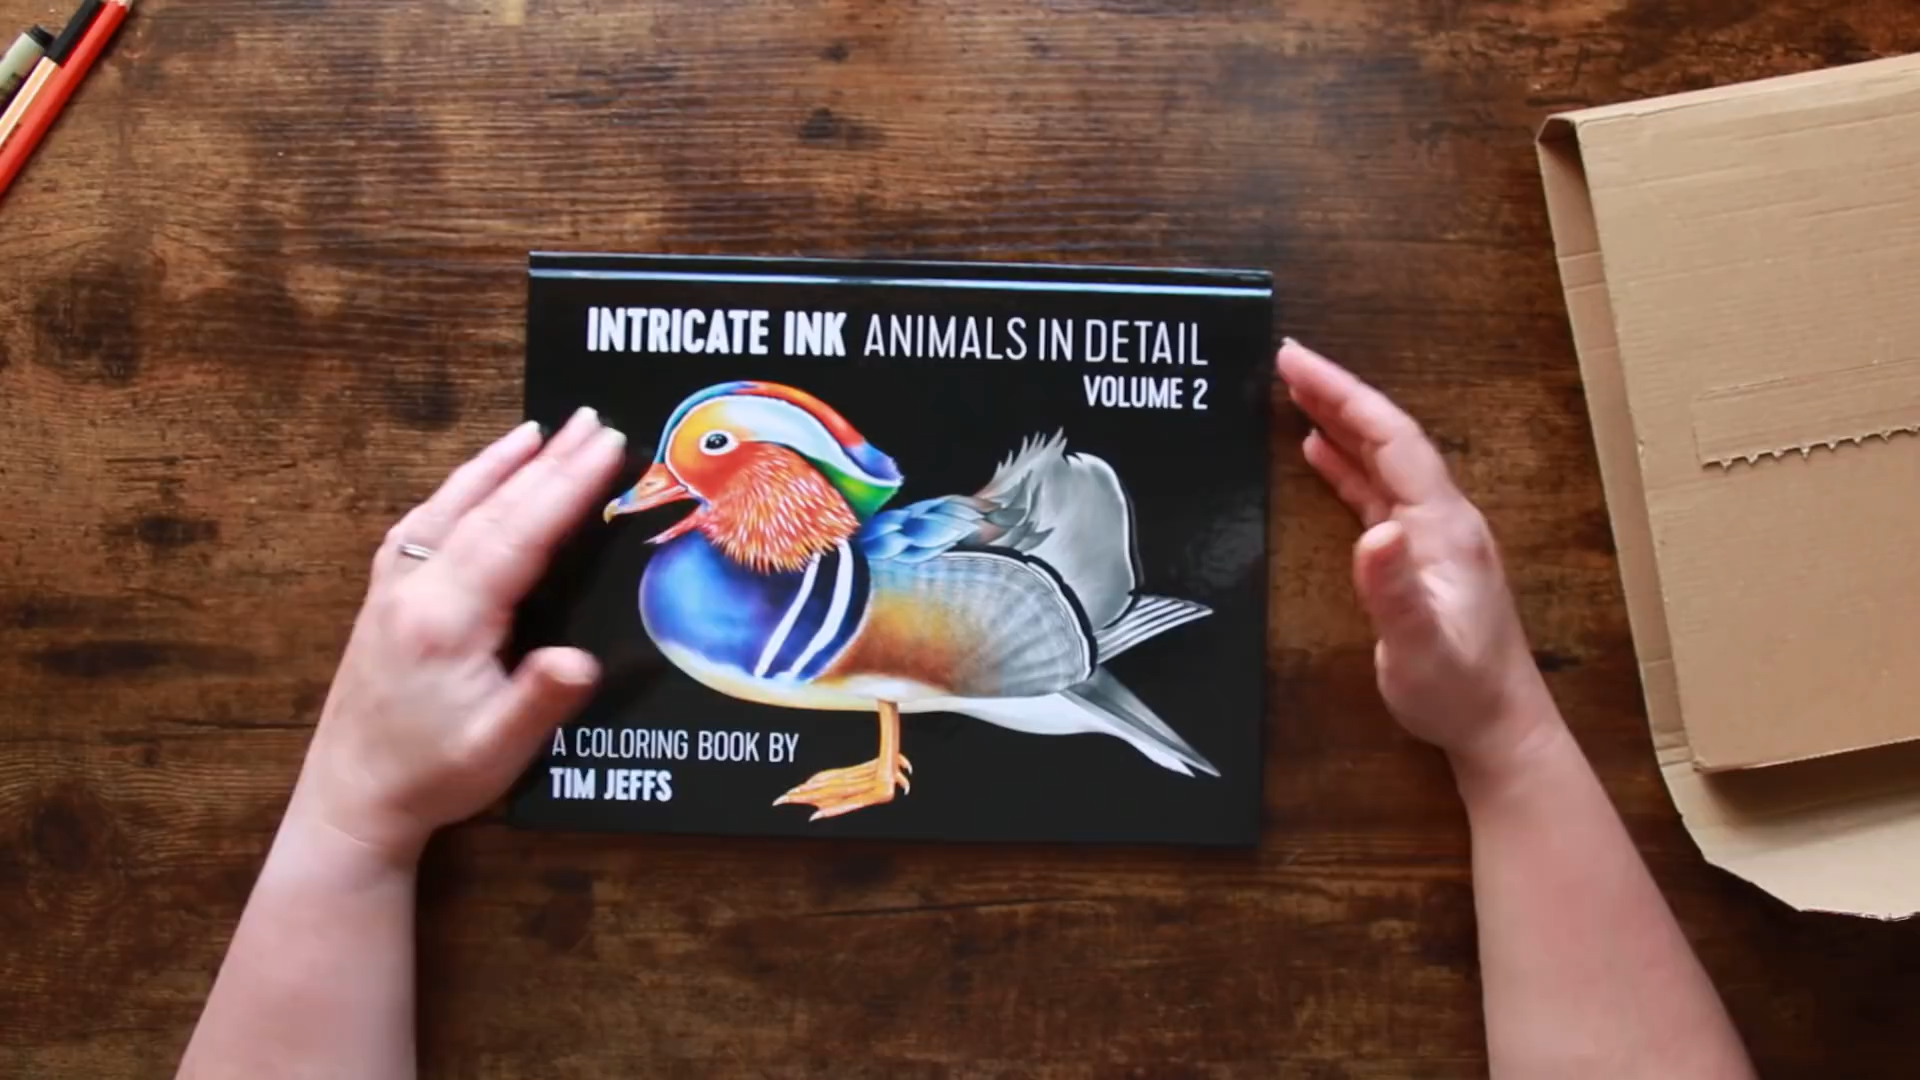 INTRICATE INK ANIMALS IN DETAIL
VOLUME 2
A COLORING BOOK BY
TIM JEFFS